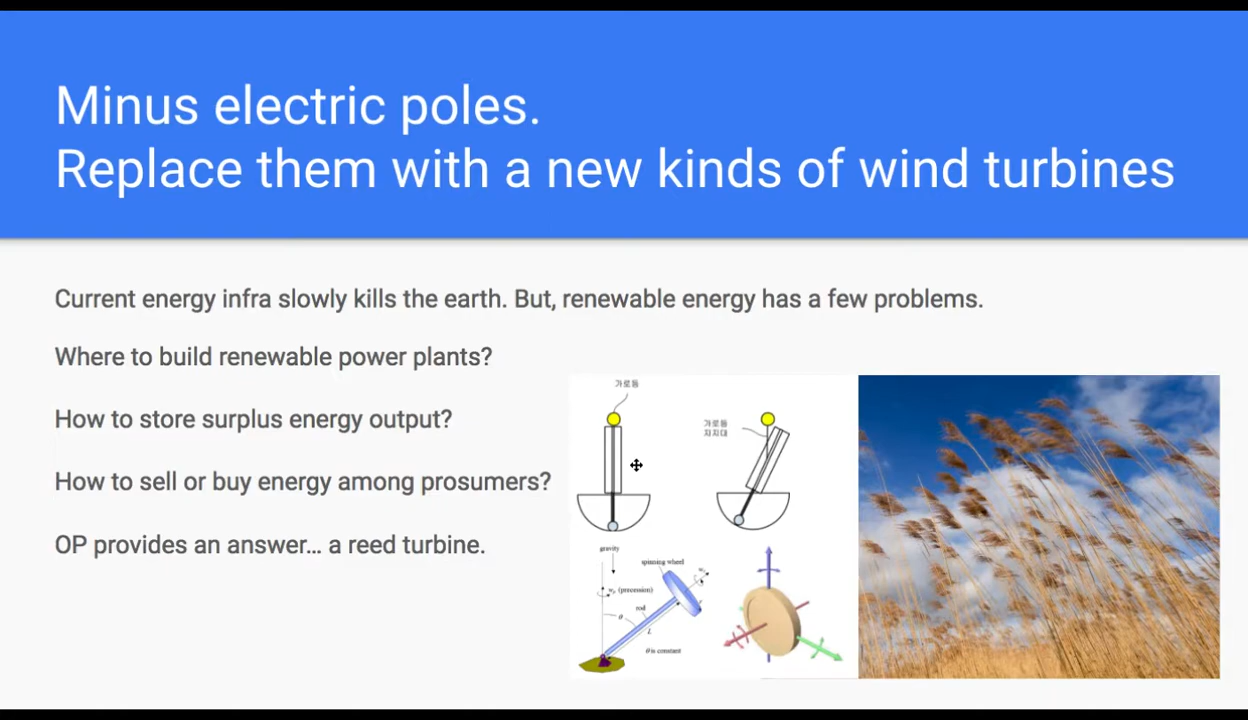 Minus electric poles.
Replace them with a new kinds of wind turbines
Current energy infra slowly kills the earth. But, renewable energy has a few problems.
Where to build renewable power plants?
How to store surplus energy output?
How to sell or buy energy among prosumers?
OP provides an answer... a reed turbine.
가로등
가로등
지지대
gravity
spinning wheel
(precession)
rod
θ
L
θ is constant